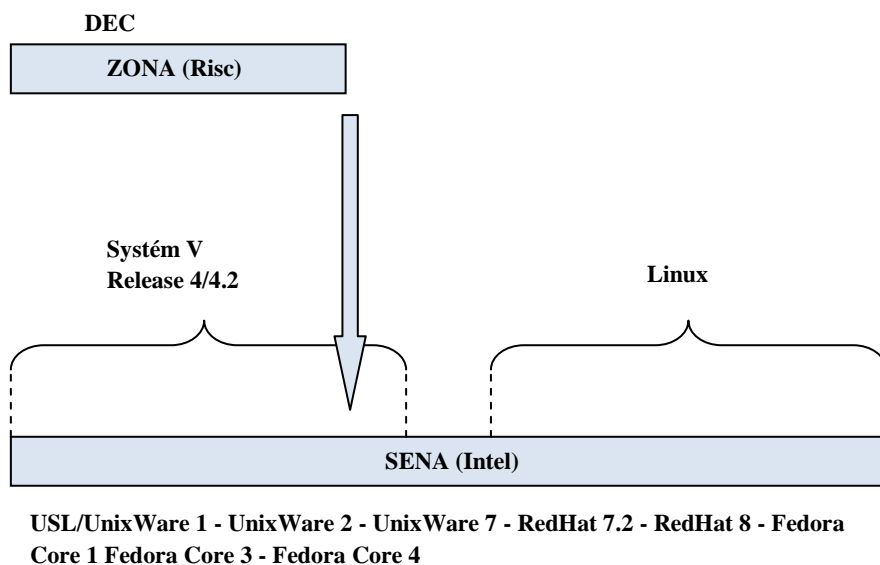 DEC
ZONA (Risc)
Systém V
Release 4/4.2
Linux
SENA (Intel)
USL/UnixWare 1 - UnixWare 2 - UnixWare 7 - RedHat 7.2 - RedHat 8 - Fedora
Core 1 Fedora Core 3 - Fedora Core 4